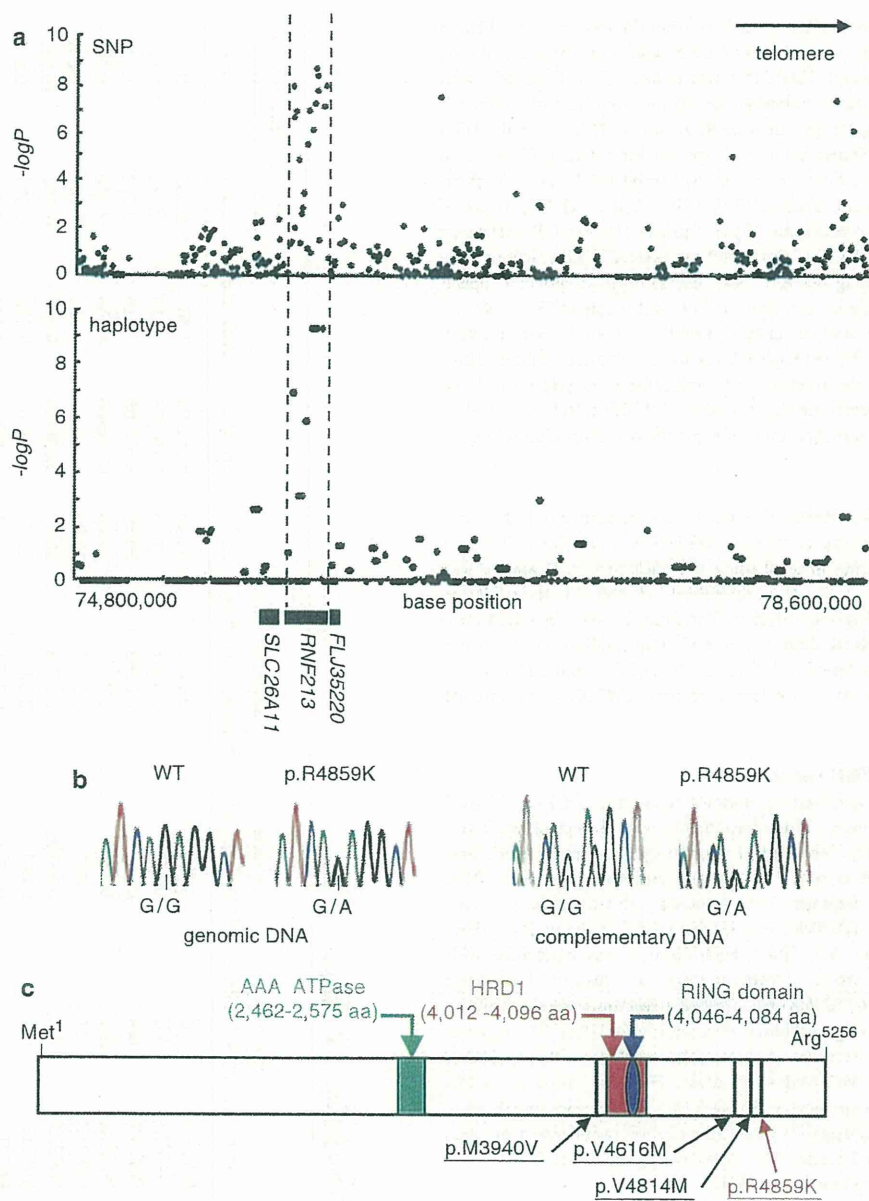 a
SNP
telomere
10
8
6
4
2
0
-logP
haplotype
10
8
6
4
2
0
-logP
74,800,000
base position
78,600,000
SLC26A11
RNF213
FLJ35220
b
WT
p.R4859K
WT
p.R4859K
G/G
G/A
G/G
G/A
genomic DNA
complementary DNA
c
AAA ATPase
(2,462-2,575 aa)
HRD1
(4,012 -4,096 aa)
RING domain
(4,046-4,084 aa)
Met1
Arg5256
p.M3940V
p.V4616M
p.V4814M
p.R4859K